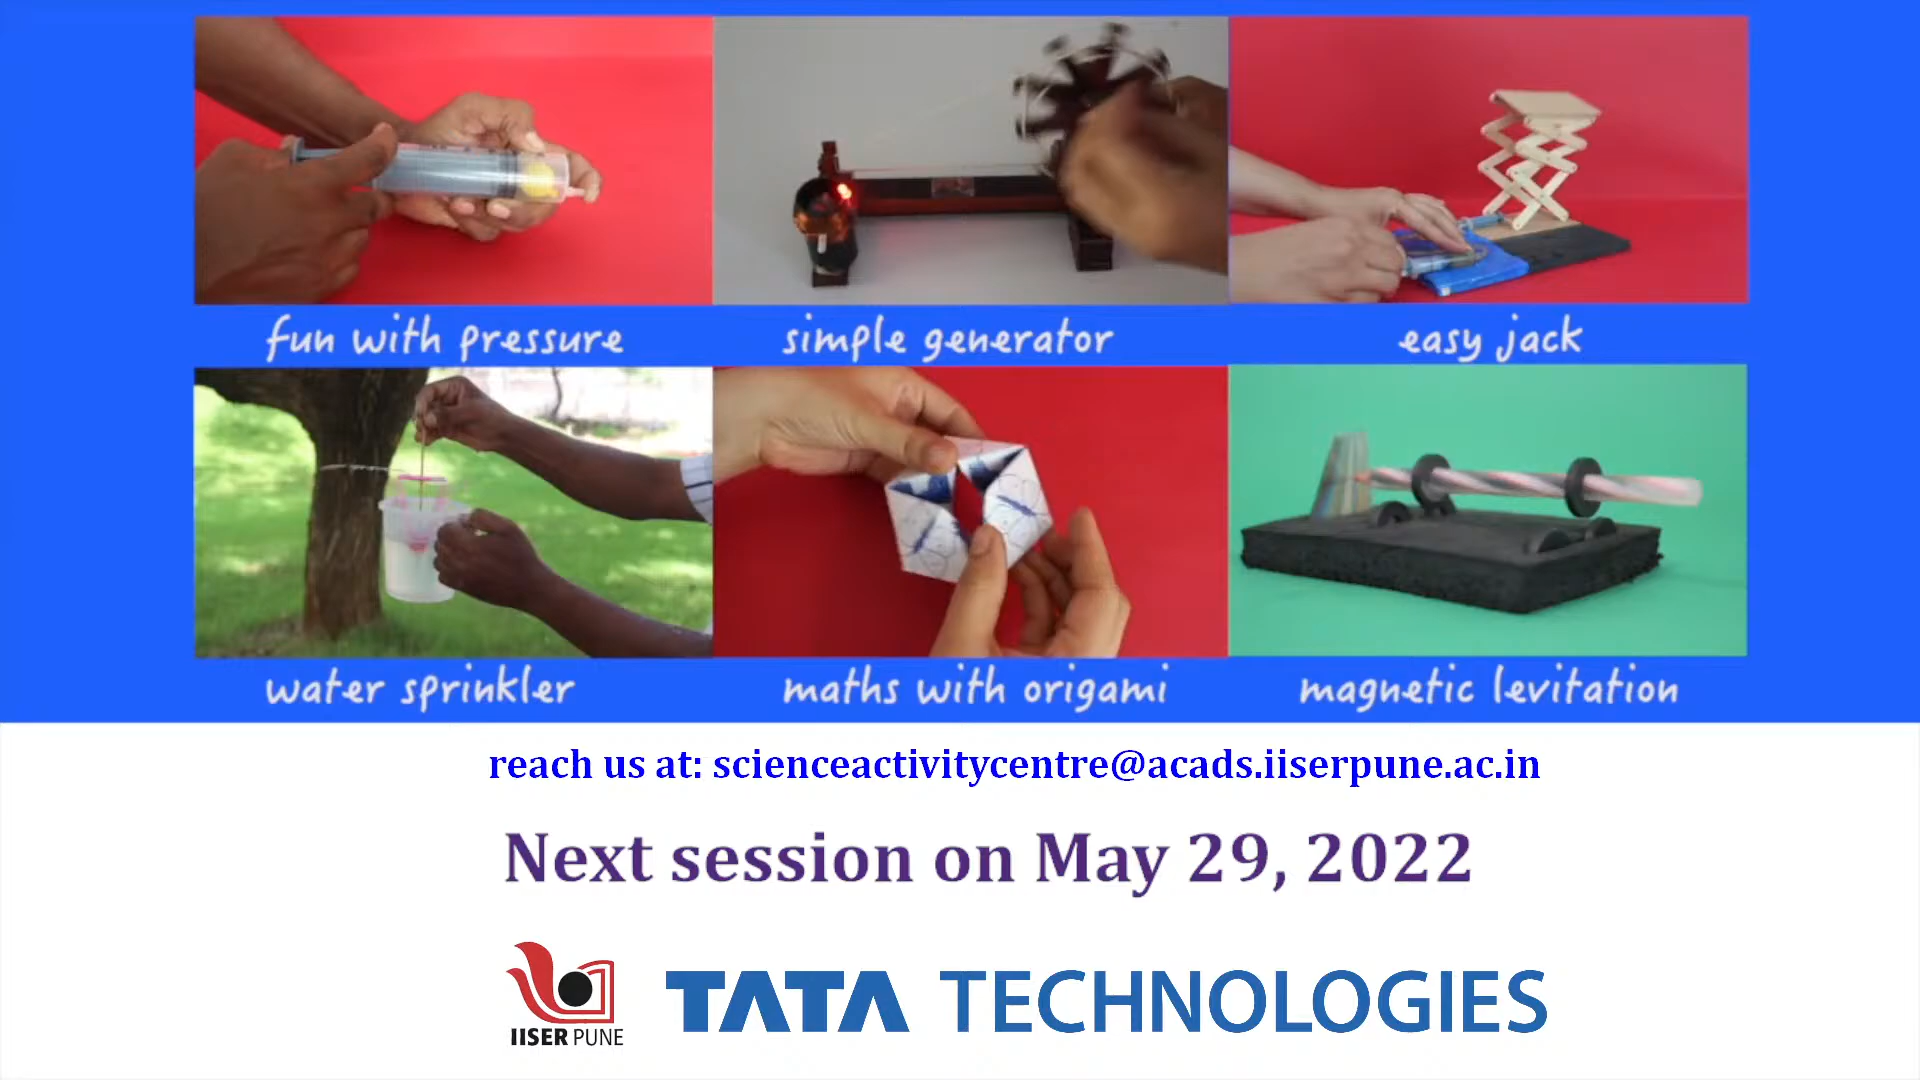 fun with pressure
simple generator
easy jack
water sprinkler
maths with origami
magnetic levitation
reach us at: scienceactivitycentre@acads.iiserpune.ac.in
Next session on May 29, 2022
IISER PUNE
TATA TECHNOLOGIES